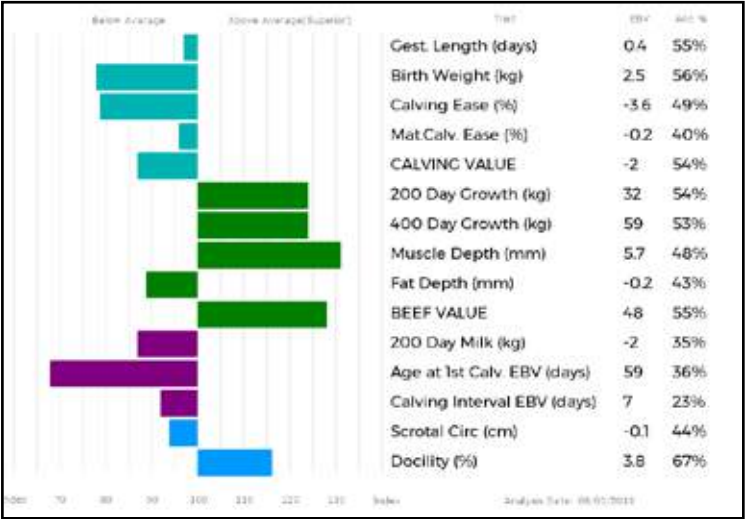 Below Average Above Average(Superior) Trait EBV Acc %
Gest. Length (days) 0.4 55%
Birth Weight (kg) 2.5 56%
Calving Ease (%) -3.6 49%
Mat.Calv. Ease (%) -0.2 40%
CALVING VALUE -2 54%
200 Day Growth (kg) 32 54%
400 Day Growth (kg) 59 53%
Muscle Depth (mm) 5.7 48%
Fat Depth (mm) -0.2 43%
BEEF VALUE 48 55%
200 Day Milk (kg) -2 35%
Age at 1st Calv. EBV (days) 59 36%
Calving Interval EBV (days) 7 23%
Scrotal Circ (cm) -0.1 44%
Docility (%) 3.8 67%
70 80 90 100 110 120 130 Index Analysis Date: